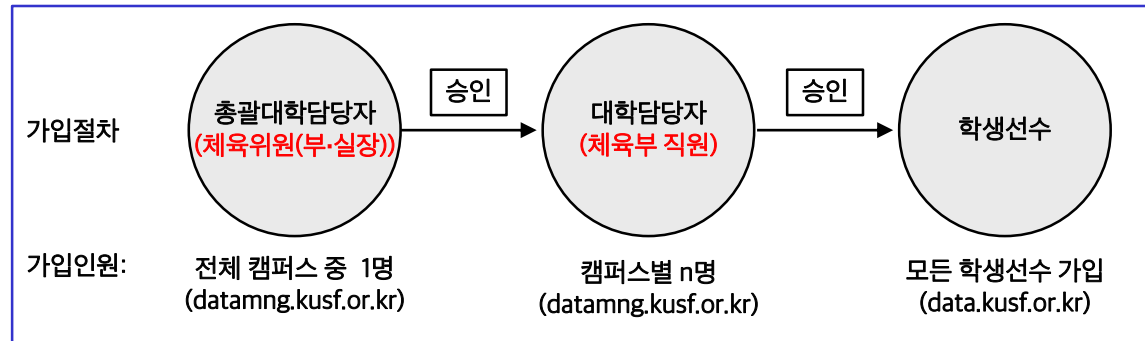 가입절차
총괄대학담당자
(체육위원(부·실장))
승인
대학담당자
(체육부 직원)
승인
학생선수
가입인원:
전체 캠퍼스 중 1명
(datamng.kusf.or.kr)
캠퍼스별 n명
(datamng.kusf.or.kr)
모든 학생선수 가입
(data.kusf.or.kr)